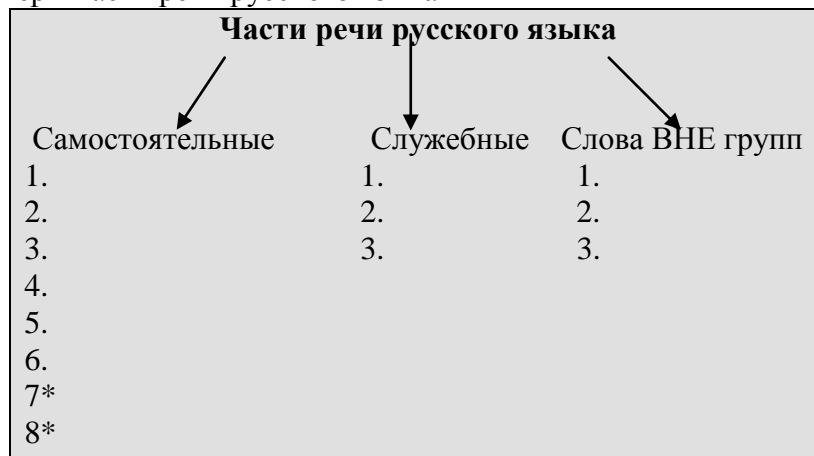 Части речи русского языка
Самостоятельные Служебные Слова ВНЕ групп
1. 1. 1.
2. 2. 2.
3. 3. 3.
4.
5.
6.
7*
8*